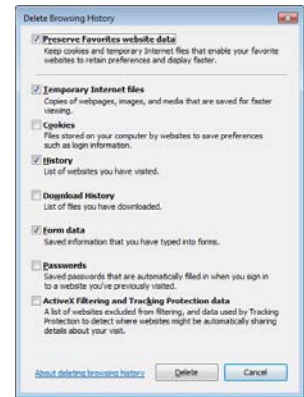 Delete Browsing History
Preserve Favorites website data
Keep cookies and temporary Internet files that enable your favorite
websites to retain preferences and display faster.
Temporary Internet files
Copies of webpages, images, and media that are saved for faster
viewing.
Cookies
Files stored on your computer by websites to save preferences
such as login information.
History
List of websites you have visited.
Download History
List of files you have downloaded.
Form data
Saved information that you have typed into forms.
Passwords
Saved passwords that are automatically filled in when you sign in
to a website you've previously visited.
ActiveX Filtering and Tracking Protection data
A list of websites excluded from filtering, and data used by Tracking
Protection to detect where websites might be automatically sharing
details about your visit.
About deleting browsing history
Delete
Cancel